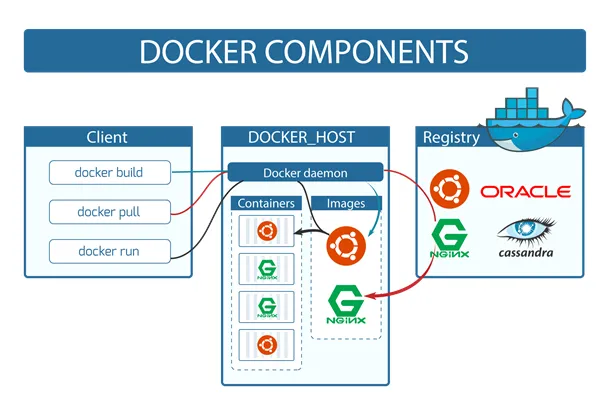 DOCKER COMPONENTS
Client
docker build
docker pull
docker run
DOCKER_HOST
Docker daemon
Containers
Images
NGiNX
NGiNX
NGiNX
Registry
ORACLE
NGiNX
cassandra